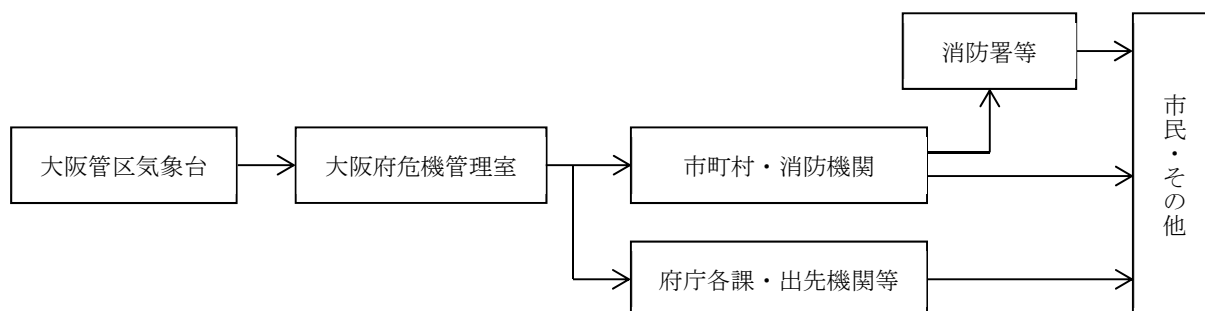 消防署等
大阪管区気象台
大阪府危機管理室
市町村・消防機関
府庁各課・出先機関等
市民・その他